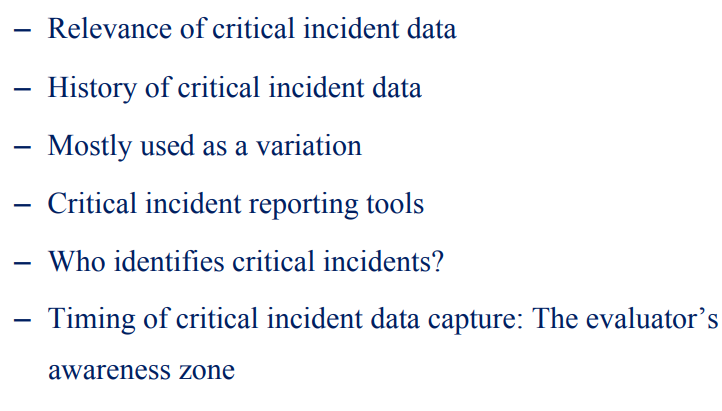 – Relevance of critical incident data
– History of critical incident data
– Mostly used as a variation
– Critical incident reporting tools
– Who identifies critical incidents?
– Timing of critical incident data capture: The evaluator’s
awareness zone